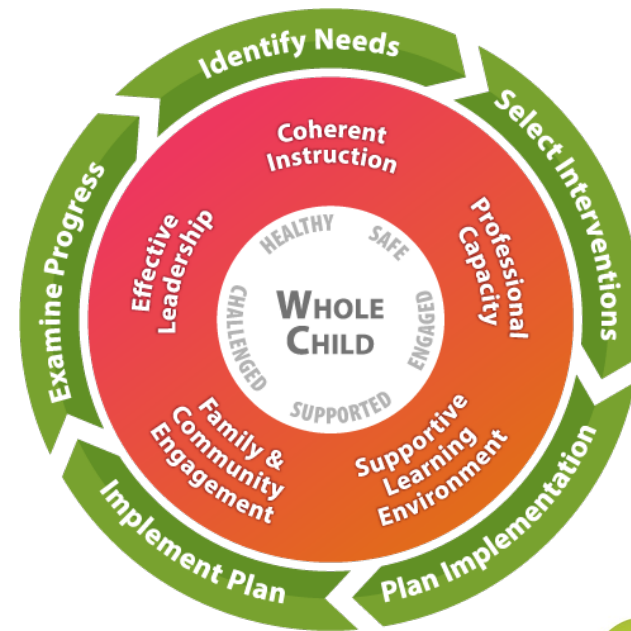 Identify Needs
Select Interventions
Plan Implementation
Implement Plan
Examine Progress
Coherent
Instruction
Professional
Capacity
Supportive
Learning
Environment
Family &
Community
Engagement
Effective
Leadership
HEALTHY
SAFE
ENGAGED
SUPPORTED
CHALLENGED
WHOLE
CHILD